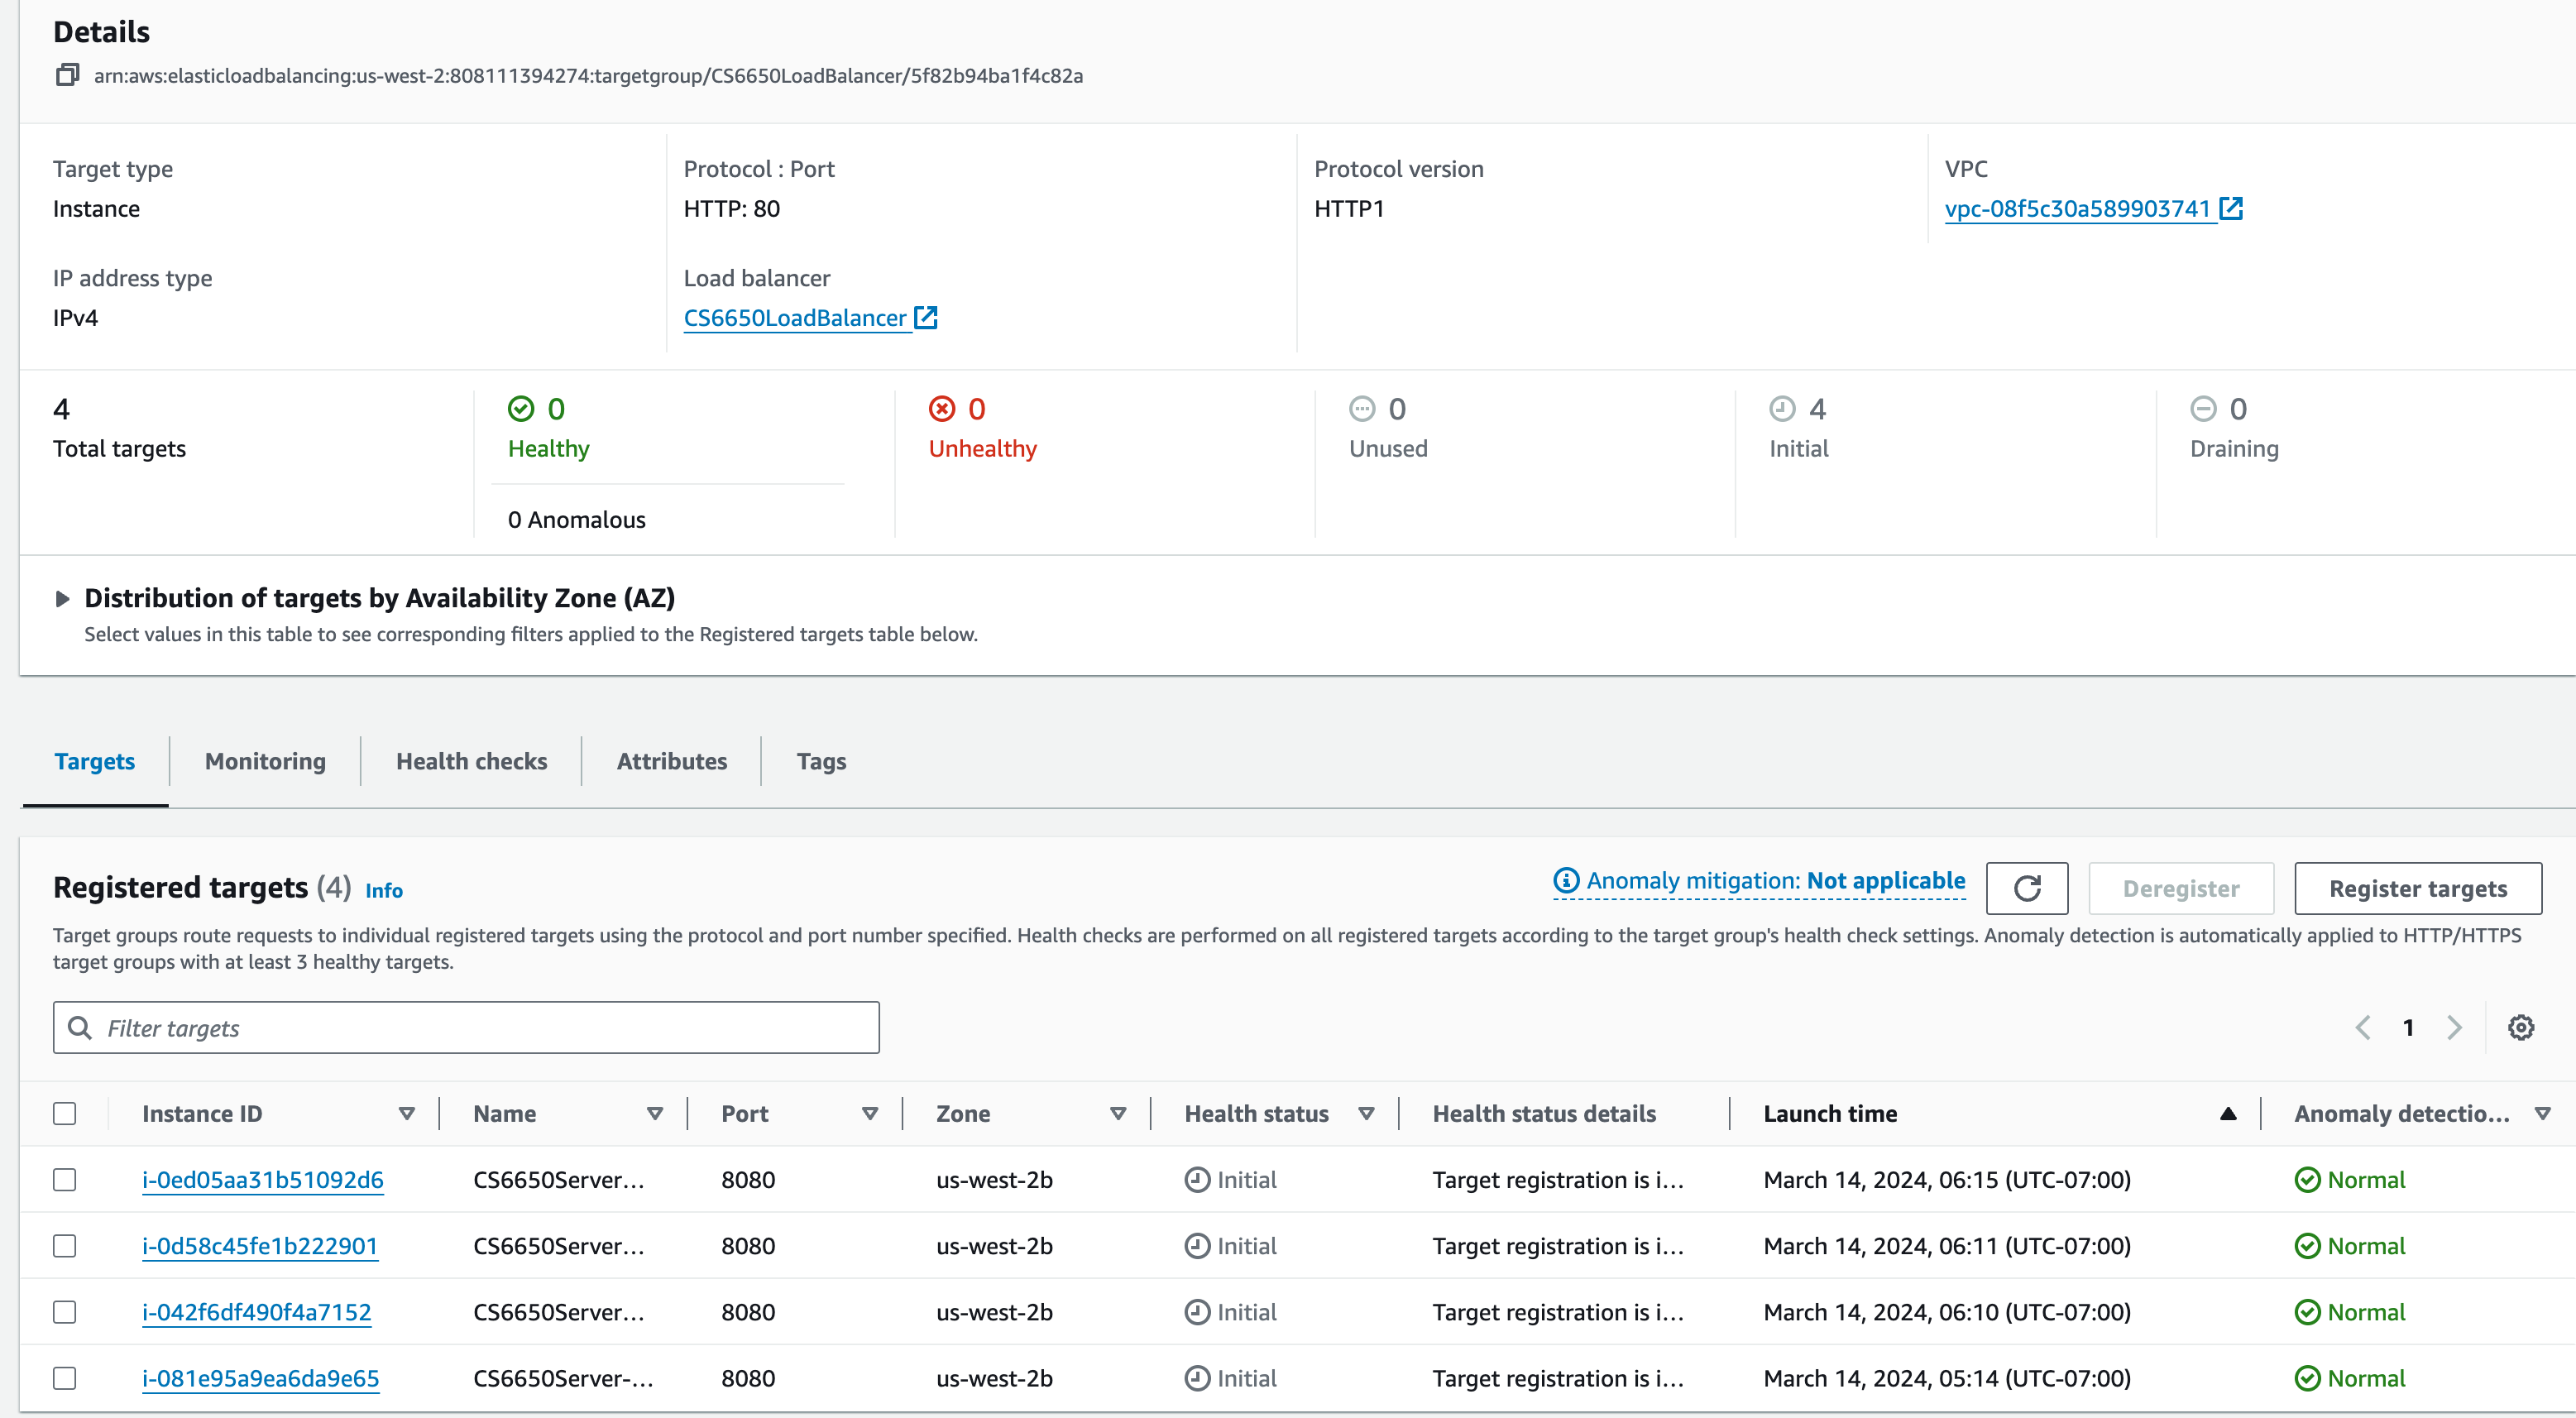 Details
arn:aws:elasticloadbalancing:us-west-2:808111394274:targetgroup/CS6650LoadBalancer/5f82b94ba1f4c82a
Target type
Instance
Protocol : Port
HTTP: 80
Protocol version
HTTP1
VPC
vpc-08f5c30a589903741
IP address type
IPv4
Load balancer
CS6650LoadBalancer
4
Total targets
0
Healthy
0 Anomalous
0
Unhealthy
0
Unused
4
Initial
0
Draining
Distribution of targets by Availability Zone (AZ)
Select values in this table to see corresponding filters applied to the Registered targets table below.
Targets Monitoring Health checks Attributes Tags
Registered targets (4) Info
Anomaly mitigation: Not applicable
Deregister
Register targets
Target groups route requests to individual registered targets using the protocol and port number specified. Health checks are performed on all registered targets according to the target group's health check settings. Anomaly detection is automatically applied to HTTP/HTTPS
target groups with at least 3 healthy targets.
Filter targets
1
Instance ID Name Port Zone Health status Health status details Launch time Anomaly detectio...
i-0ed05aa31b51092d6 CS6650Server... 8080 us-west-2b Initial Target registration is i... March 14, 2024, 06:15 (UTC-07:00) Normal
i-0d58c45fe1b222901 CS6650Server... 8080 us-west-2b Initial Target registration is i... March 14, 2024, 06:11 (UTC-07:00) Normal
i-042f6df490f4a7152 CS6650Server... 8080 us-west-2b Initial Target registration is i... March 14, 2024, 06:10 (UTC-07:00) Normal
i-081e95a9ea6da9e65 CS6650Server-... 8080 us-west-2b Initial Target registration is i... March 14, 2024, 05:14 (UTC-07:00) Normal